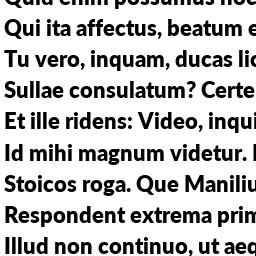 Quid enim possumus hoc
Qui ita affectus, beatum e
Tu vero, inquam, ducas lic
Sullae consulatum? Certe
Et ille ridens: Video, inqui
Id mihi magnum videtur.
Stoicos roga. Que Maniliu
Respondent extrema prim
Illud non continuo, ut aeq